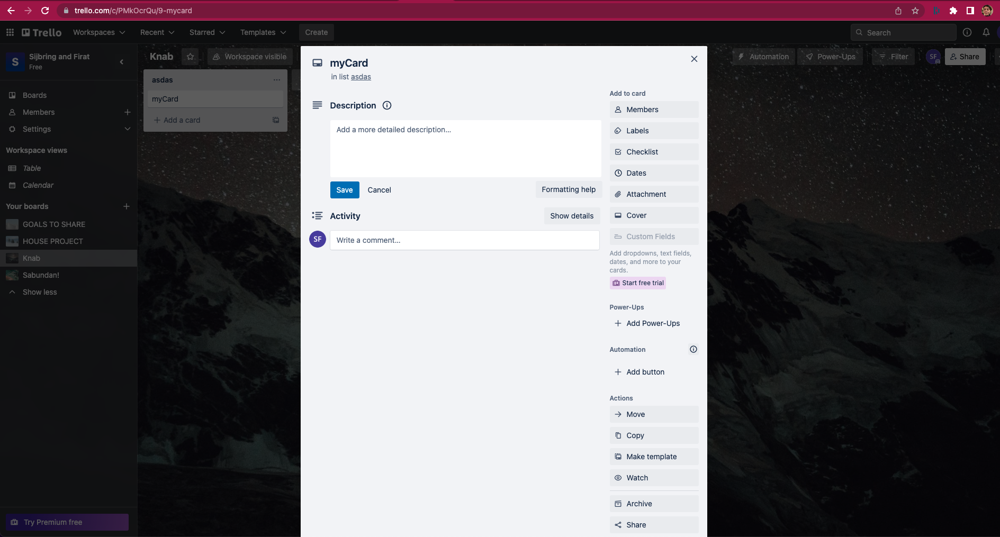 trello.com/c/PMkOcrQu/9-mycard
Trello
Workspaces
Recent
Starred
Templates
Create
Search
S
Sijbring and Firat
Free
Boards
Members
Settings
Workspace views
Table
Calendar
Your boards
GOALS TO SHARE
HOUSE PROJECT
Knab
Sabundan!
Show less
Try Premium free
Knab
Workspace visible
Automation
Power-Ups
Filter
SF
Share
asdas
myCard
Add a card
myCard
in list asdas
Description
Add a more detailed description...
Save
Cancel
Formatting help
Activity
Show details
SF
Write a comment...
Add to card
Members
Labels
Checklist
Dates
Attachment
Cover
Custom Fields
Add dropdowns, text fields,
dates, and more to your
cards.
Start free trial
Power-Ups
Add Power-Ups
Automation
Add button
Actions
Move
Copy
Make template
Watch
Archive
Share